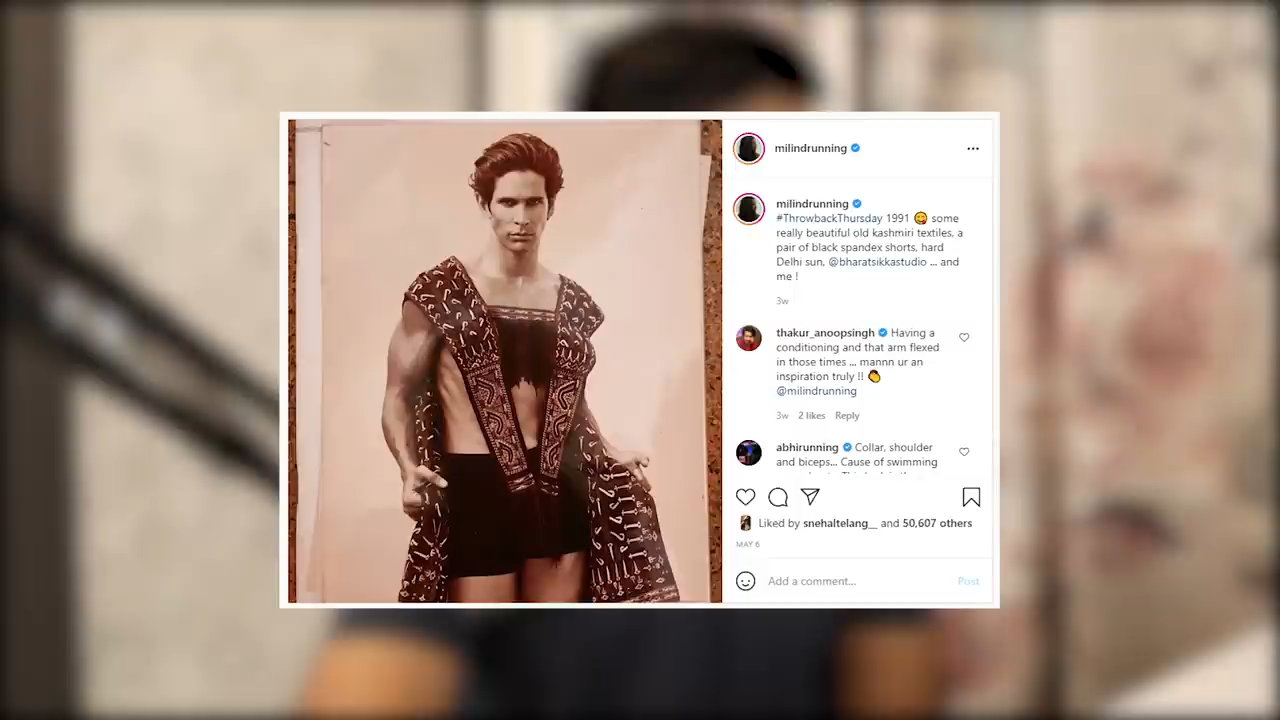 milindrunning
milindrunning
#ThrowbackThursday 1991 😋 some
really beautiful old kashmiri textiles, a
pair of black spandex shorts, hard
Delhi sun, @bharatsikkastudio ... and
me !
3w
thakur_anoopsingh Having a
conditioning and that arm flexed
in those times ... mannn ur an
inspiration truly !! 👏
@milindrunning
3w 2 likes Reply
abhirunning Collar, shoulder
and biceps... Cause of swimming
Liked by snehaltelang__ and 50,607 others
MAY 6
Add a comment... Post